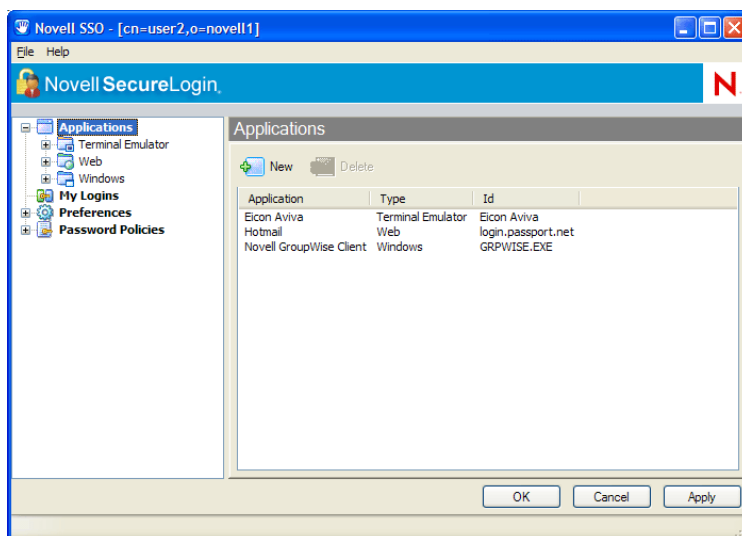 Novell SSO - [cn=user2,o=novell1]
File Help
Novell SecureLogin
N
Applications
Terminal Emulator
Web
Windows
My Logins
Preferences
Password Policies
Applications
New Delete
Application Type Id
Eicon Aviva Terminal Emulator Eicon Aviva
Hotmail Web login.passport.net
Novell GroupWise Client Windows GRPWISE.EXE
OK Cancel Apply